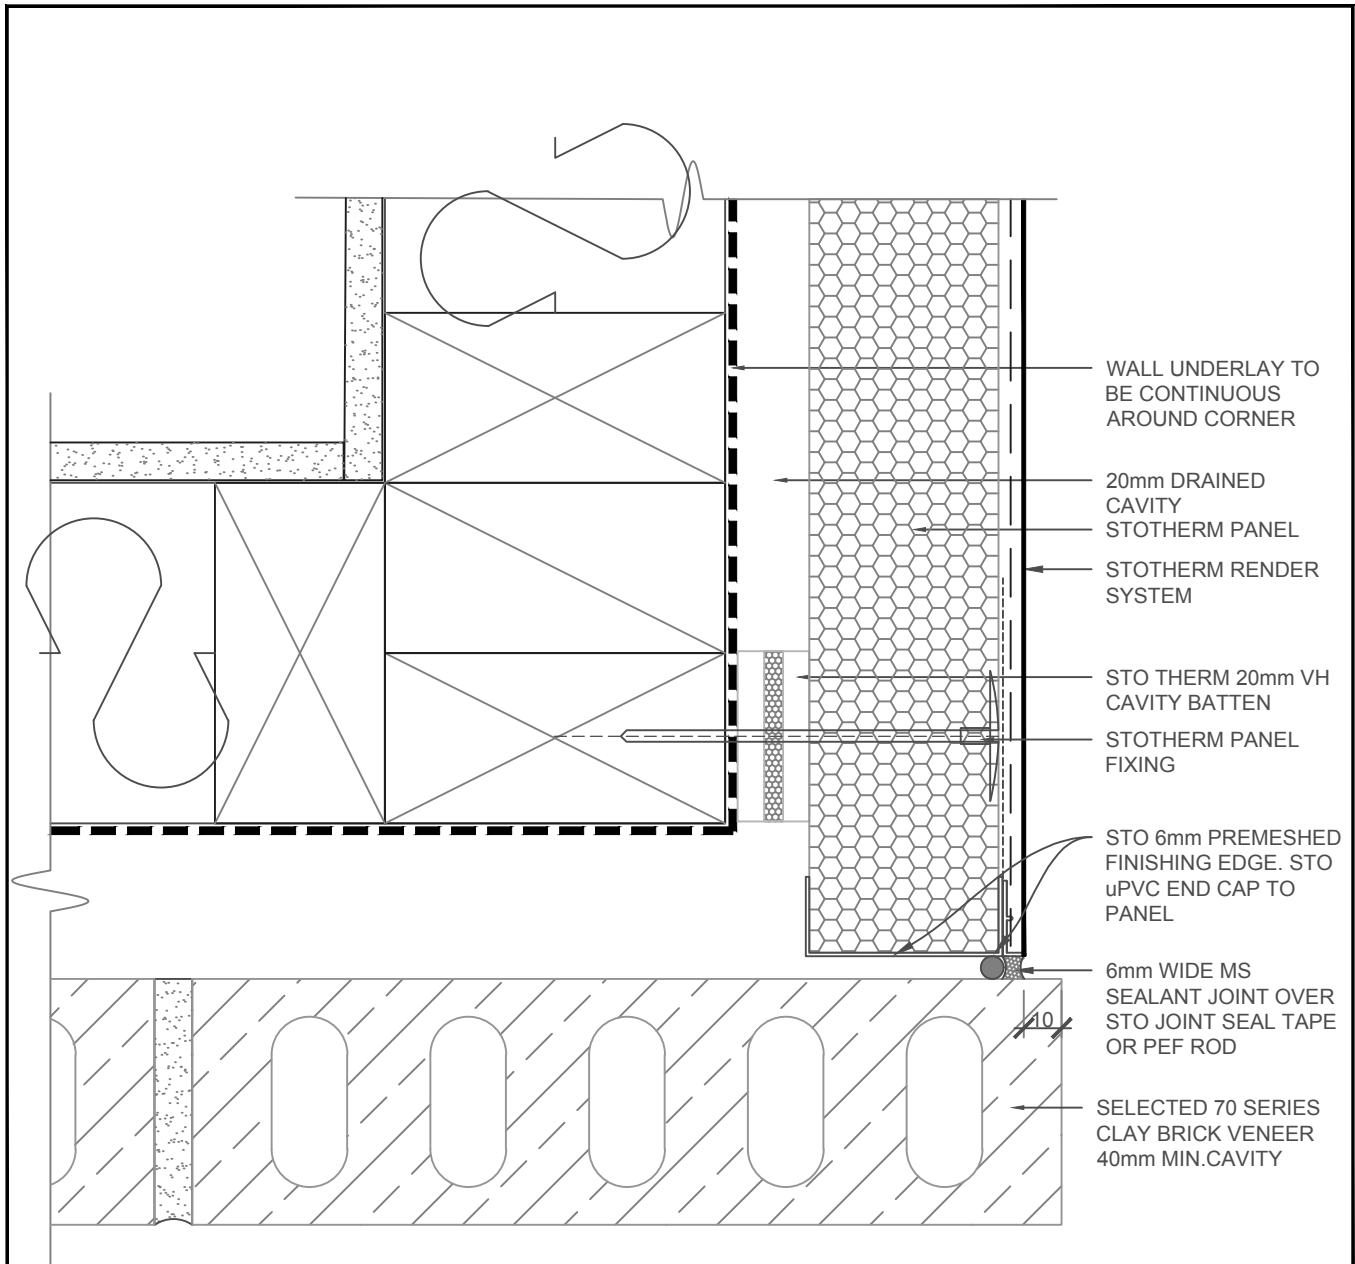 WALL UNDERLAY TO
BE CONTINUOUS
AROUND CORNER
20mm DRAINED
CAVITY
STOTHERM PANEL
STOTHERM RENDER
SYSTEM
STO THERM 20mm VH
CAVITY BATTEN
STOTHERM PANEL
FIXING
STO 6mm PREMESHED
FINISHING EDGE. STO
uPVC END CAP TO
PANEL
6mm WIDE MS
SEALANT JOINT OVER
STO JOINT SEAL TAPE
OR PEF ROD
10
SELECTED 70 SERIES
CLAY BRICK VENEER
40mm MIN.CAVITY